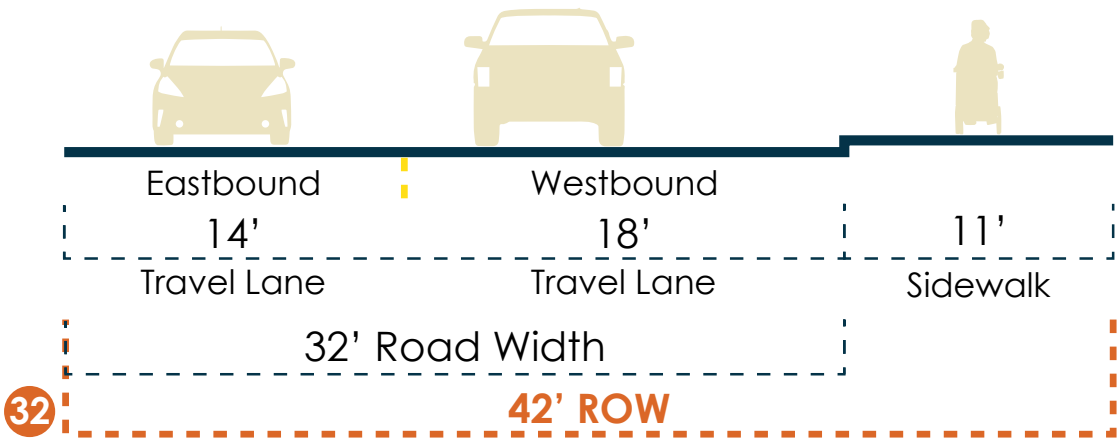 Eastbound
Westbound
14’
18’
11’
Travel Lane
Travel Lane
Sidewalk
32’ Road Width
32
42’ ROW